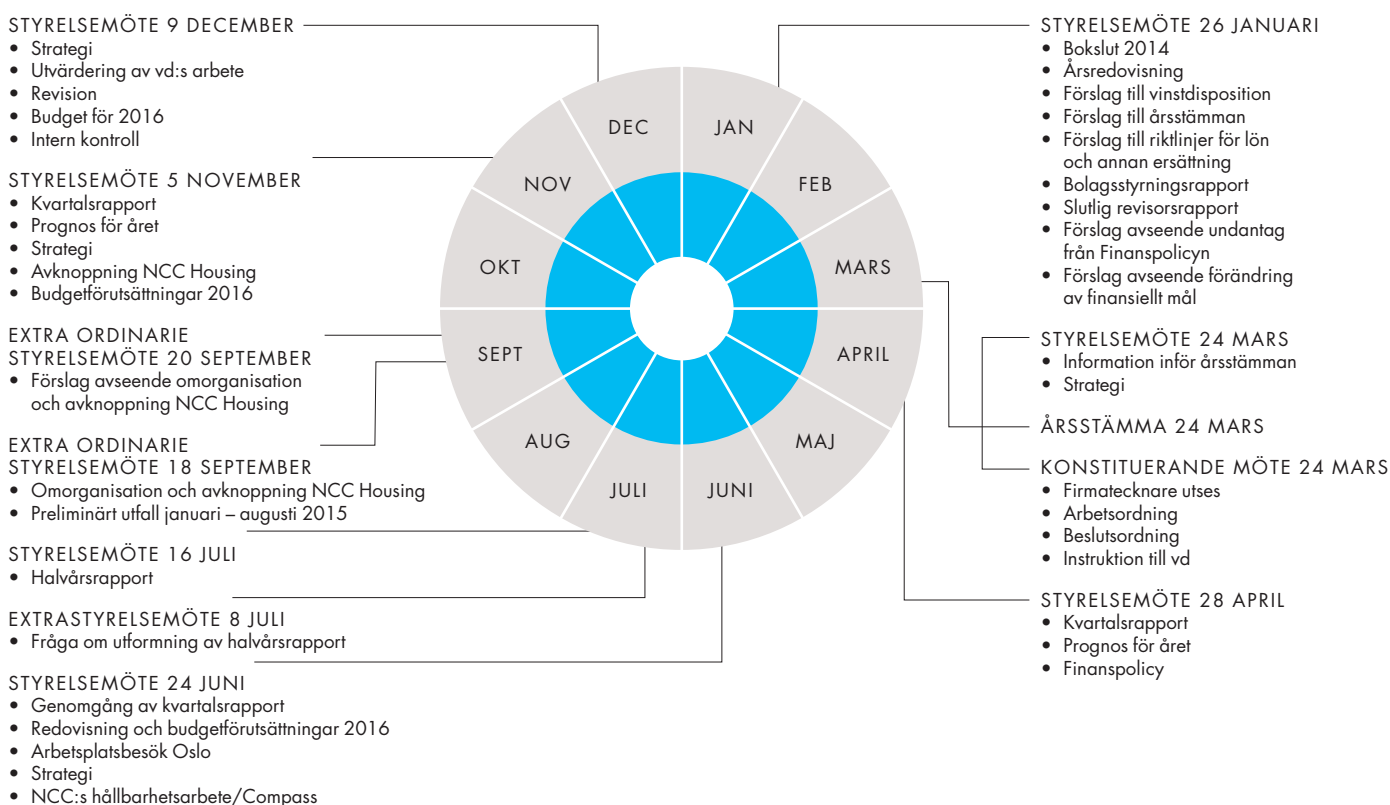 STYRELSEMÖTE 9 DECEMBER
• Strategi
• Utvärdering av vd:s arbete
• Revision
• Budget för 2016
• Intern kontroll
STYRELSEMÖTE 5 NOVEMBER
• Kvartalsrapport
• Prognos för året
• Strategi
• Avknoppning NCC Housing
• Budgetförutsättningar 2016
EXTRA ORDINARIE
STYRELSEMÖTE 20 SEPTEMBER
• Förslag avseende omorganisation
och avknoppning NCC Housing
EXTRA ORDINARIE
STYRELSEMÖTE 18 SEPTEMBER
• Omorganisation och avknoppning NCC Housing
• Preliminärt utfall januari – augusti 2015
STYRELSEMÖTE 16 JULI
• Halvårsrapport
EXTRASTYRELSEMÖTE 8 JULI
• Fråga om utformning av halvårsrapport
STYRELSEMÖTE 24 JUNI
• Genomgång av kvartalsrapport
• Redovisning och budgetförutsättningar 2016
• Arbetsplatsbesök Oslo
• Strategi
• NCC:s hållbarhetsarbete/Compass
DEC
JAN
NOV
FEB
OKT
MARS
SEPT
APRIL
AUG
MAJ
JULI
JUNI
STYRELSEMÖTE 26 JANUARI
• Bokslut 2014
• Årsredovisning
• Förslag till vinstdisposition
• Förslag till årsstämman
• Förslag till riktlinjer för lön
och annan ersättning
• Bolagsstyrningsrapport
• Slutlig revisorsrapport
• Förslag avseende undantag
från Finanspolicyn
• Förslag avseende förändring
av finansiellt mål
STYRELSEMÖTE 24 MARS
• Information inför årsstämman
• Strategi
ÅRSSTÄMMA 24 MARS
KONSTITUERANDE MÖTE 24 MARS
• Firmatecknare utses
• Arbetsordning
• Beslutsordning
• Instruktion till vd
STYRELSEMÖTE 28 APRIL
• Kvartalsrapport
• Prognos för året
• Finanspolicy